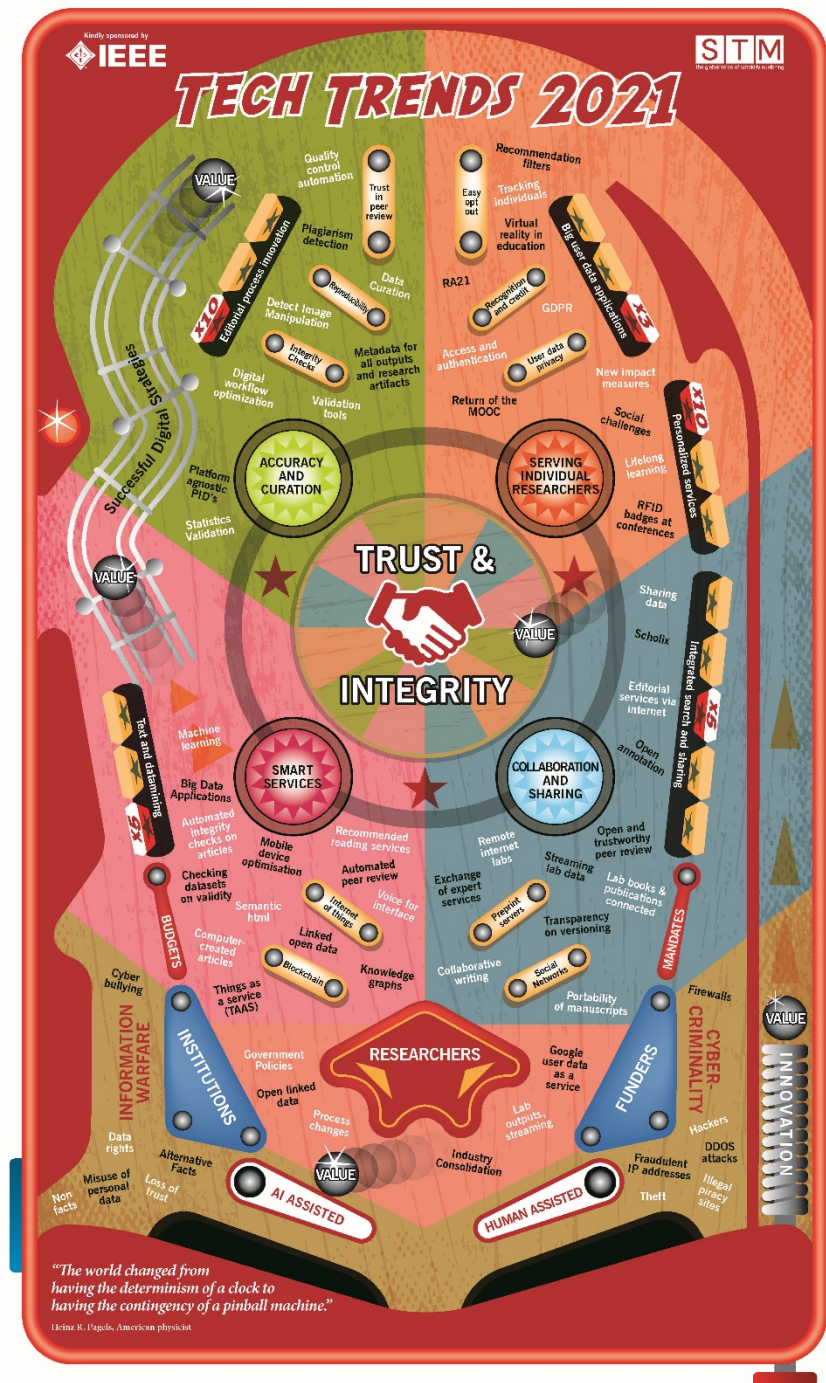 Kindly sponsored by
IEEE
STM
The global voice of scholarly publishing
TECH TRENDS 2021
VALUE
Quality
control
automation
Trust
in
peer
review
Plagiarism
detection
Editorial process innovation
x10
Reproducibility
Data
Curation
Detect Image
Manipulation
Integrity
Checks
Metadata for
all outputs
and research
artifacts
Digital
workflow
optimization
Validation
tools
Successful Digital Strategies
Platform
agnostic
PID's
Statistics
Validation
ACCURACY
AND
CURATION
Easy
opt
out
Recommendation
filters
Tracking
individuals
Virtual
reality in
education
Big user data applications
x3
RA21
Recognition
and credit
GDPR
Access and
authentication
User data
privacy
New impact
measures
Return of the
MOOC
Social
challenges
x10
Personalized services
Lifelong
learning
RFID
badges at
conferences
SERVING
INDIVIDUAL
RESEARCHERS
TRUST &
INTEGRITY
VALUE
VALUE
Sharing
data
Scholix
Integrated search and sharing
x5
Editorial
services via
internet
Open
annotation
COLLABORATION
AND
SHARING
Remote
internet
labs
Open and
trustworthy
peer review
Streaming
lab data
Exchange
of expert
services
Lab books &
publications
connected
Preprint
servers
Transparency
on versioning
Collaborative
writing
Social
Networks
Portability
of manuscripts
MANDATES
Text and datamining
x5
Machine
learning
Big Data
Applications
SMART
SERVICES
Automated
integrity
checks on
articles
Mobile
device
optimisation
Recommended
reading services
Checking
datasets
on validity
Automated
peer review
Semantic
html
Internet
of things
Voice for
interface
Computer-
created
articles
Linked
open data
Blockchain
Knowledge
graphs
Things as
a service
(TAAS)
BUDGETS
Cyber
bullying
INFORMATION
WARFARE
INSTITUTIONS
Government
Policies
Open linked
data
Process
changes
RESEARCHERS
Google
user data
as a
service
Lab
outputs,
streaming
Industry
Consolidation
FUNDERS
Firewalls
CYBER-
CRIMINALITY
VALUE
INNOVATION
Hackers
DDOS
attacks
Fraudulent
IP addresses
Theft
Illegal
piracy
sites
Data
rights
Alternative
Facts
Misuse of
personal
data
Loss of
trust
Non
facts
VALUE
AI ASSISTED
HUMAN ASSISTED
“The world changed from
having the determinism of a clock to
having the contingency of a pinball machine.”
Heinz R. Pagels, American physicist